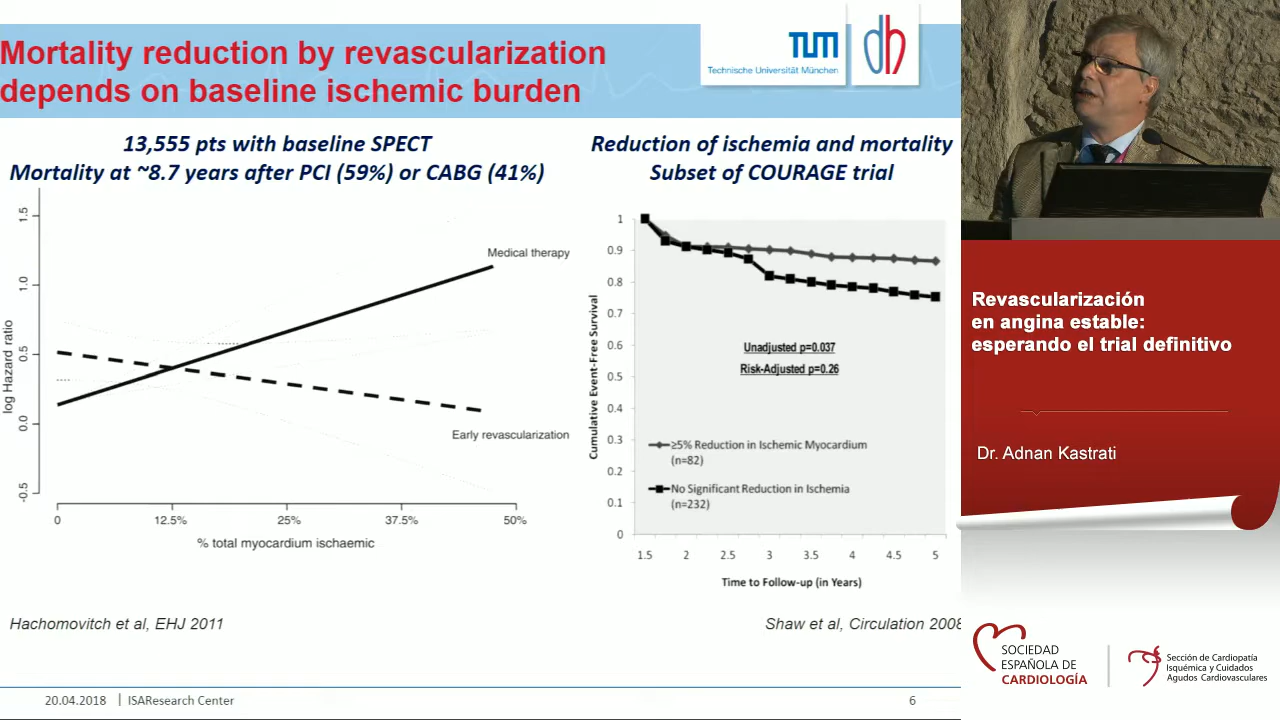 Mortality reduction by revascularization
depends on baseline ischemic burden
TUM
Technische Universität München
dh
13,555 pts with baseline SPECT
Mortality at ~8.7 years after PCI (59%) or CABG (41%)
log Hazard ratio
1.5
1.0
0.5
0.0
-0.5
Medical therapy
Early revascularization
0 12.5% 25% 37.5% 50%
% total myocardium ischaemic
Hachomovitch et al, EHJ 2011
Reduction of ischemia and mortality
Subset of COURAGE trial
Cumulative Event-Free Survival
1
0.9
0.8
0.7
0.6
0.5
0.4
0.3
0.2
0.1
0
Unadjusted p=0.037
Risk-Adjusted p=0.26
≥5% Reduction in Ischemic Myocardium
(n=82)
No Significant Reduction in Ischemia
(n=232)
1.5 2 2.5 3 3.5 4 4.5 5
Time to Follow-up (in Years)
Shaw et al, Circulation 2008
20.04.2018 | ISAResearch Center 6
Revascularización
en angina estable:
esperando el trial definitivo
Dr. Adnan Kastrati
SOCIEDAD
ESPAÑOLA DE
CARDIOLOGÍA
Sección de Cardiopatía
Isquémica y Cuidados
Agudos Cardiovasculares